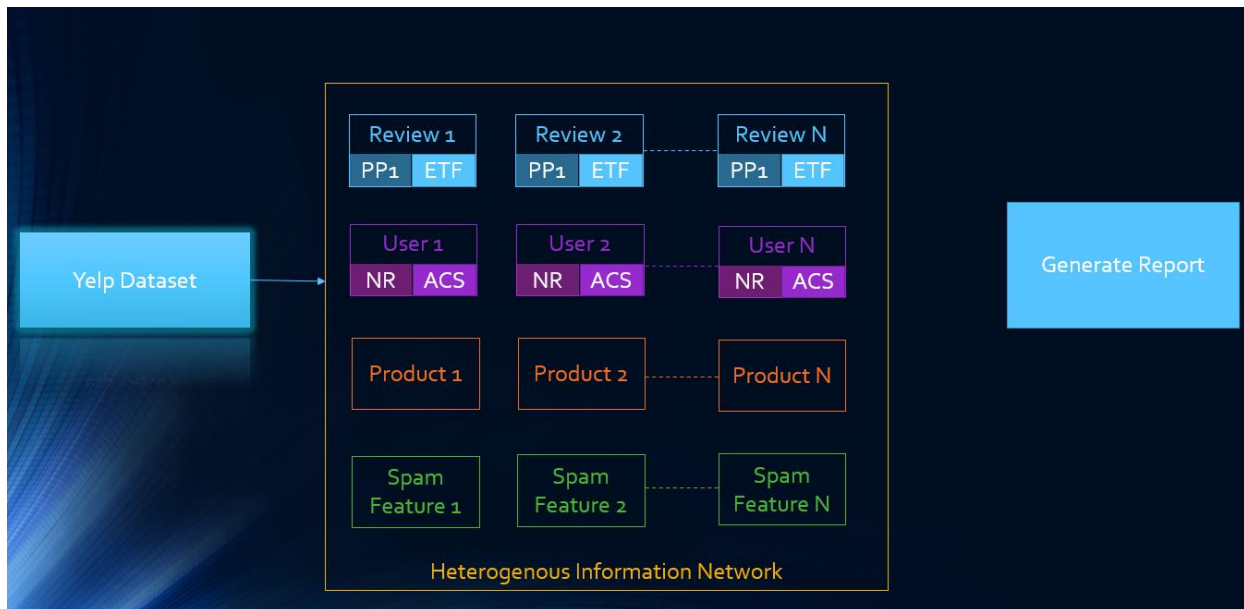 Review 1
Review 2
Review N
PP1 ETF
PP1 ETF
PP1 ETF
User 1
User 2
User N
NR ACS
NR ACS
NR ACS
Yelp Dataset
Generate Report
Product 1
Product 2
Product N
Spam
Feature 1
Spam
Feature 2
Spam
Feature N
Heterogenous Information Network